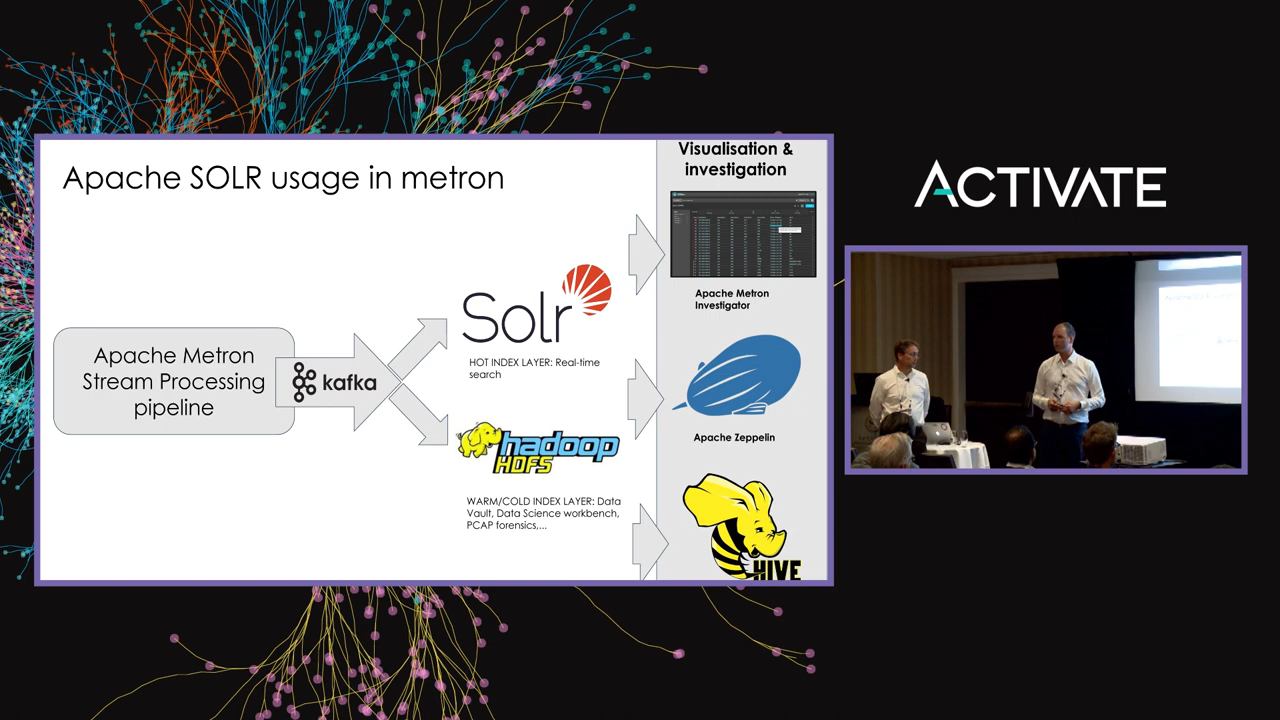 Apache SOLR usage in metron
Visualisation &
investigation
Apache Metron
Stream Processing
pipeline
kafka
Solr
HOT INDEX LAYER: Real-time
search
hadoop
HDFS
WARM/COLD INDEX LAYER: Data
Vault, Data Science workbench,
PCAP forensics,...
Apache Metron
Investigator
Apache Zeppelin
HIVE
ACTIVATE